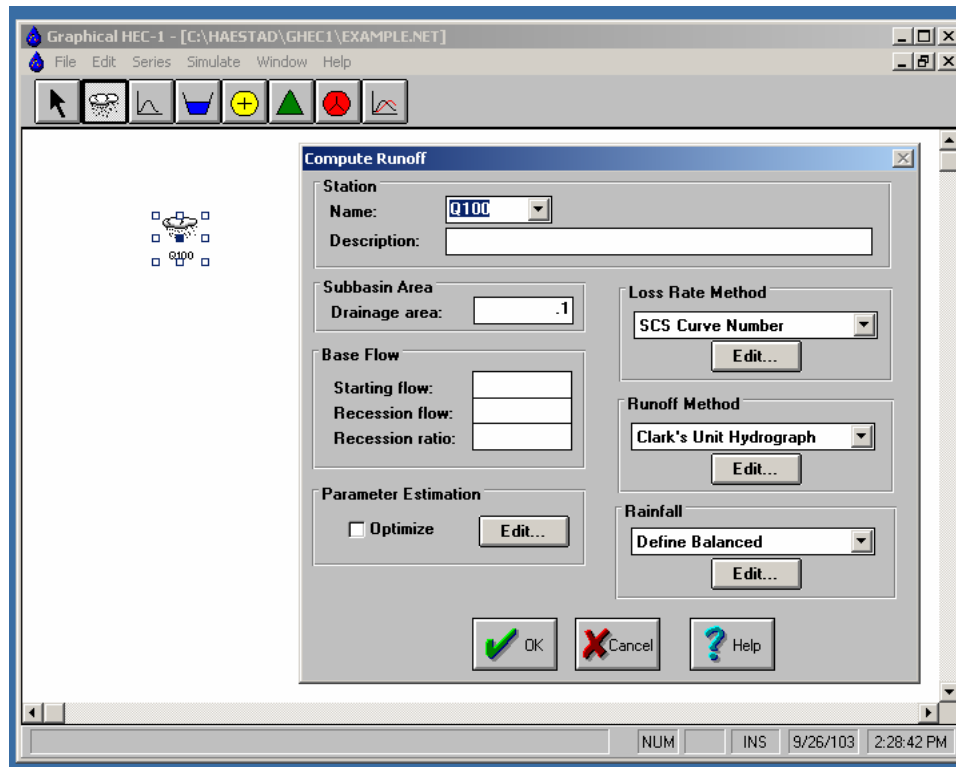 Graphical HEC-1 - [C:\HAESTAD\GHEC1\EXAMPLE.NET]
File Edit Series Simulate Window Help
Compute Runoff
Station
Name: Q100
Description:
Q100
Subbasin Area
Drainage area: .1
Loss Rate Method
SCS Curve Number
Edit...
Base Flow
Starting flow:
Recession flow:
Recession ratio:
Runoff Method
Clark's Unit Hydrograph
Edit...
Parameter Estimation
Optimize Edit...
Rainfall
Define Balanced
Edit...
OK Cancel Help
NUM INS 9/26/103 2:28:42 PM